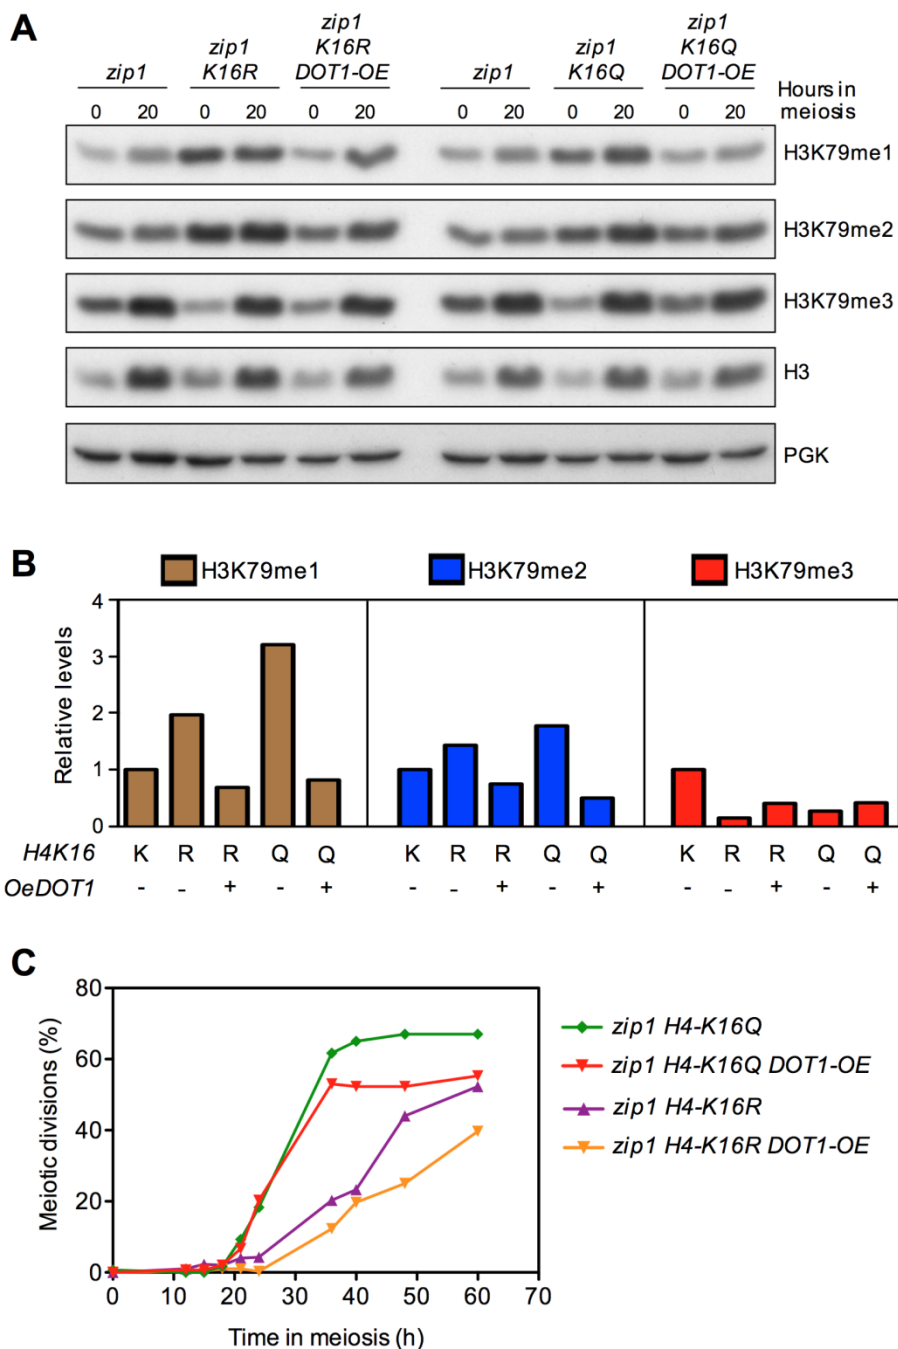 A
zip1 zip1 K16R zip1 K16R DOT1-OE zip1 zip1 K16Q zip1 K16Q DOT1-OE
0 20 0 20 0 20 0 20 0 20 0 20 Hours in meiosis
H3K79me1
H3K79me2
H3K79me3
H3
PGK
B
H3K79me1 H3K79me2 H3K79me3
Relative levels
4
3
2
1
0
H4K16 K R R Q Q K R R Q Q K R R Q Q
OeDOT1 - - + - + - - + - + - - + - +
C
Meiotic divisions (%)
80
60
40
20
0
0 10 20 30 40 50 60 70
Time in meiosis (h)
zip1 H4-K16Q
zip1 H4-K16Q DOT1-OE
zip1 H4-K16R
zip1 H4-K16R DOT1-OE